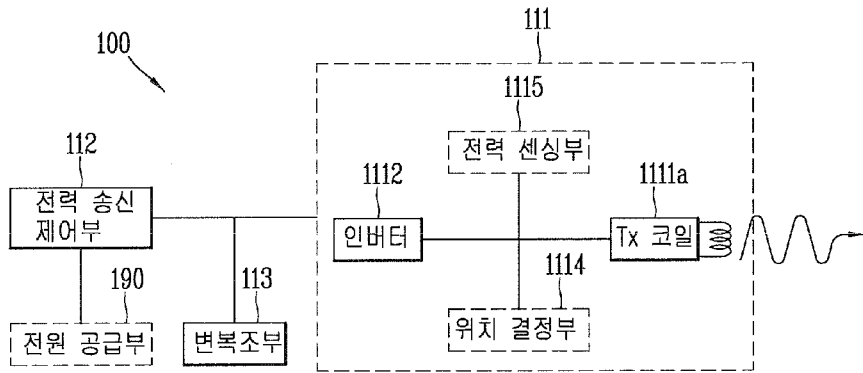 111
100
1115
전력 센싱부
112
전력 송신
제어부
1112
인버터
1111a
Tx 코일
190
전원 공급부
113
변복조부
1114
위치 결정부